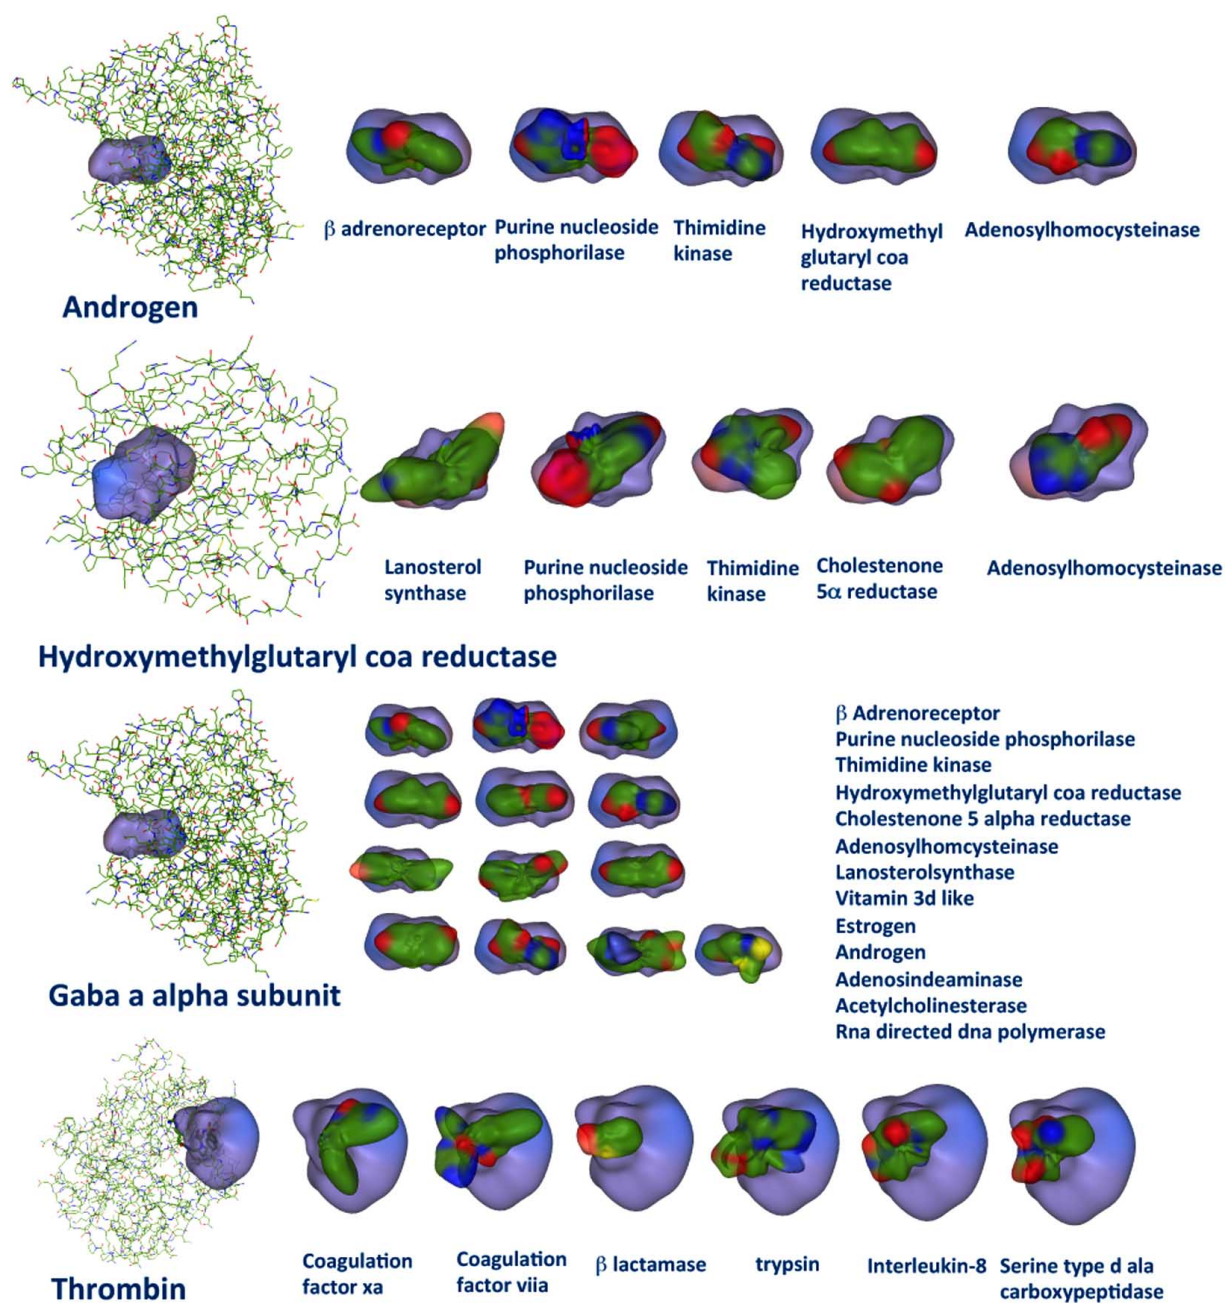 β adrenoreceptor
Purine nucleoside
phosphorilase
Thimidine
kinase
Hydroxymethyl
glutaryl coa
reductase
Adenosylhomocysteinase
Androgen
Lanosterol
synthase
Purine nucleoside
phosphorilase
Thimidine
kinase
Cholestenone
5α reductase
Adenosylhomocysteinase
Hydroxymethylglutaryl coa reductase
β Adrenoreceptor
Purine nucleoside phosphorilase
Thimidine kinase
Hydroxymethylglutaryl coa reductase
Cholestenone 5 alpha reductase
Adenosylhomcysteinase
Lanosterolsynthase
Vitamin 3d like
Estrogen
Androgen
Adenosindeaminase
Acetylcholinesterase
Rna directed dna polymerase
Gaba a alpha subunit
Coagulation
factor xa
Coagulation
factor viia
β lactamase
trypsin
Interleukin-8
Serine type d ala
carboxypeptidase
Thrombin